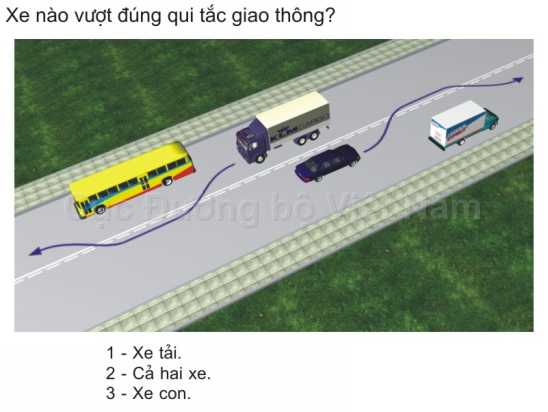 Xe nào vượt đúng qui tắc giao thông?
Cục Đường bộ Việt Nam
1 - Xe tải.
2 - Cả hai xe.
3 - Xe con.